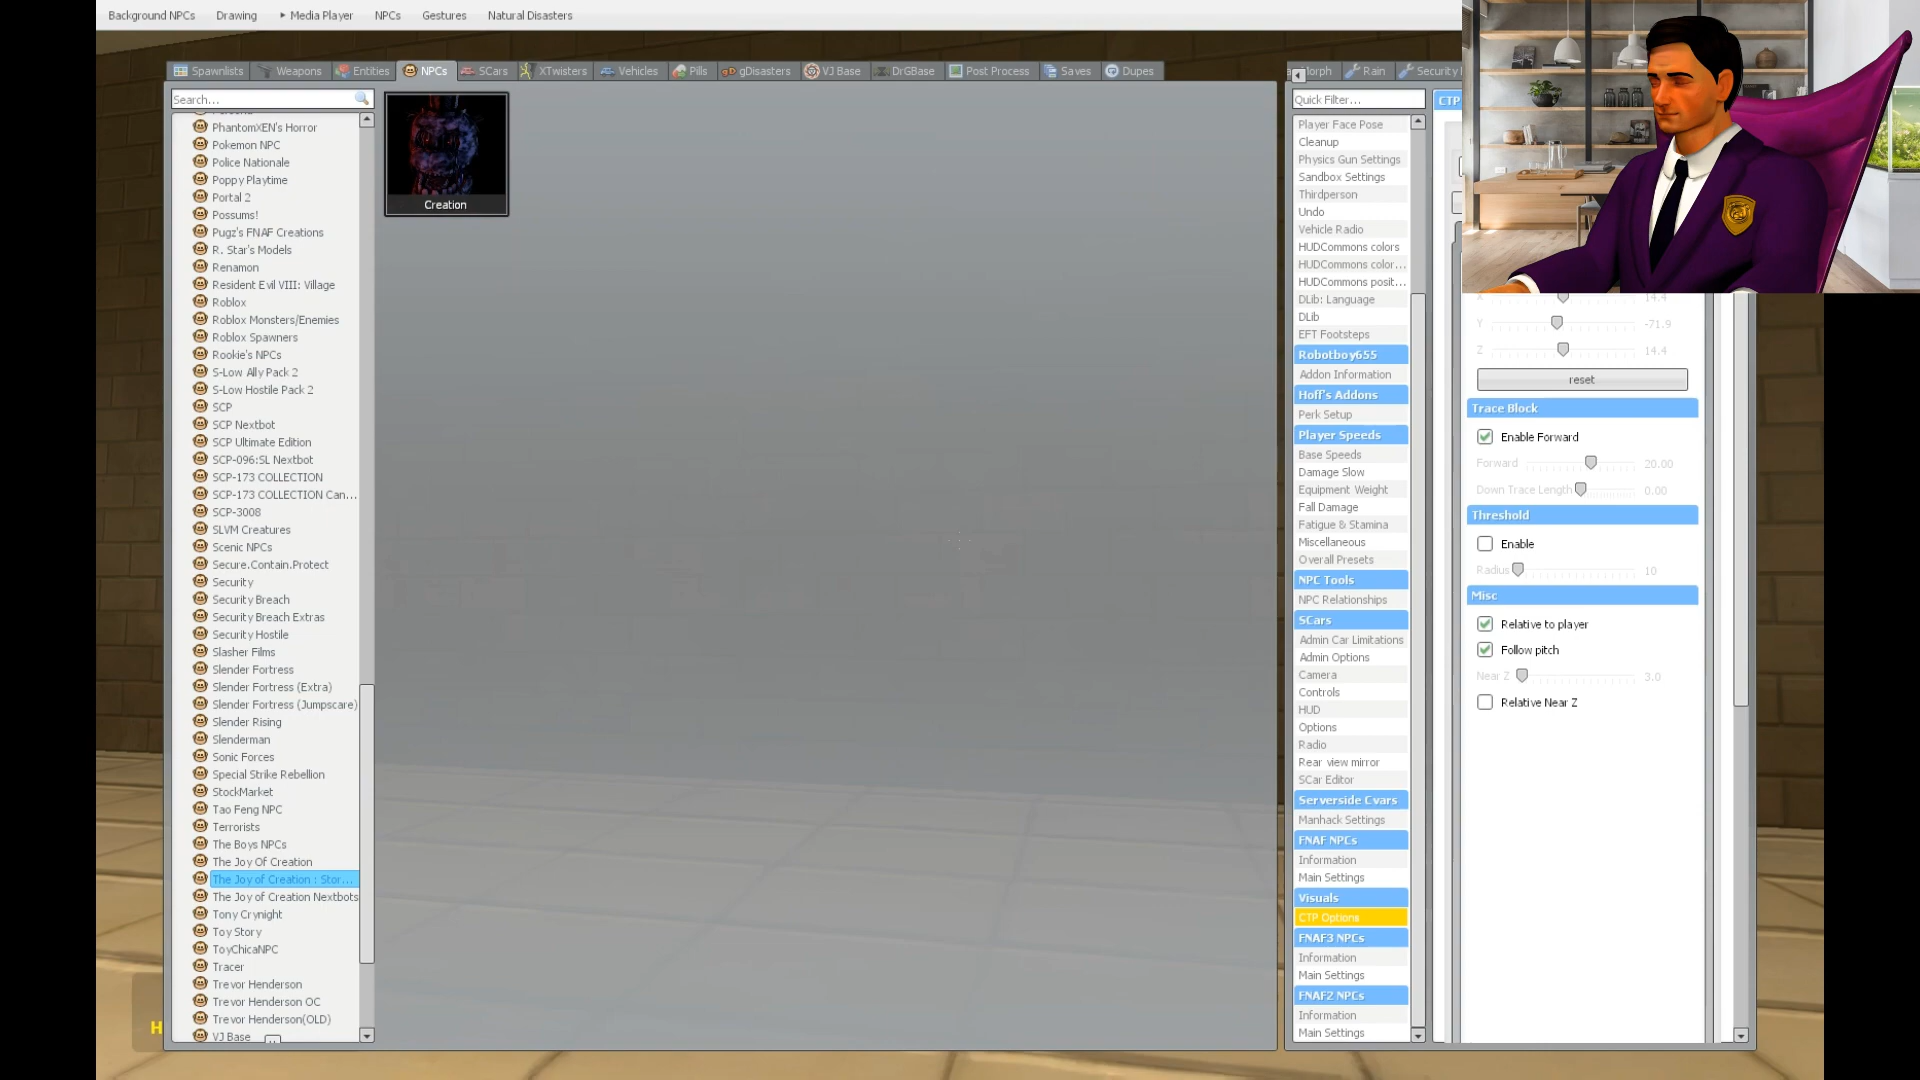 Background NPCs Drawing Media Player NPCs Gestures Natural Disasters
Spawnlists Weapons Entities NPCs SCars XTwisters Vehicles Pills gDisasters VJ Base DrGBase Post Process Saves Dupes
Search...
PhantomXEN's Horror
Pokemon NPC
Police Nationale
Poppy Playtime
Portal 2
Possums!
Pugz's FNAF Creations
R. Star's Models
Renamon
Resident Evil VIII: Village
Roblox
Roblox Monsters/Enemies
Roblox Spawners
Rookie's NPCs
S-Low Ally Pack 2
S-Low Hostile Pack 2
SCP
SCP Nextbot
SCP Ultimate Edition
SCP-096:SL Nextbot
SCP-173 COLLECTION
SCP-173 COLLECTION Can...
SCP-3008
SLVM Creatures
Scenic NPCs
Secure.Contain.Protect
Security
Security Breach
Security Breach Extras
Security Hostile
Slasher Films
Slender Fortress
Slender Fortress (Extra)
Slender Fortress (Jumpscare)
Slender Rising
Slenderman
Sonic Forces
Special Strike Rebellion
StockMarket
Tao Feng NPC
Terrorists
The Boys NPCs
The Joy Of Creation
The Joy of Creation : Stor...
The Joy of Creation Nextbots
Tony Crynight
Toy Story
ToyChicaNPC
Tracer
Trevor Henderson
Trevor Henderson OC
Trevor Henderson(OLD)
VJ Base
Creation
H
Rain Security
Quick Filter...
Player Face Pose
Cleanup
Physics Gun Settings
Sandbox Settings
Thirdperson
Undo
Vehicle Radio
HUDCommons colors
HUDCommons color...
HUDCommons posit...
DLib: Language
DLib
EFT Footsteps
Robotboy655
Addon Information
Hoff's Addons
Perk Setup
Player Speeds
Base Speeds
Damage Slow
Equipment Weight
Fall Damage
Fatigue & Stamina
Miscellaneous
Overall Presets
NPC Tools
NPC Relationships
SCars
Admin Car Limitations
Admin Options
Camera
Controls
HUD
Options
Radio
Rear view mirror
SCar Editor
Serverside Cvars
Manhack Settings
FNAF NPCs
Information
Main Settings
Visuals
CTP Options
FNAF3 NPCs
Information
Main Settings
FNAF2 NPCs
Information
Main Settings
CTP
X 14.4
Y -71.9
Z 14.4
reset
Trace Block
Enable Forward
Forward 20.00
Down Trace Length 0.00
Threshold
Enable
Radius 10
Misc
Relative to player
Follow pitch
Near Z 3.0
Relative Near Z